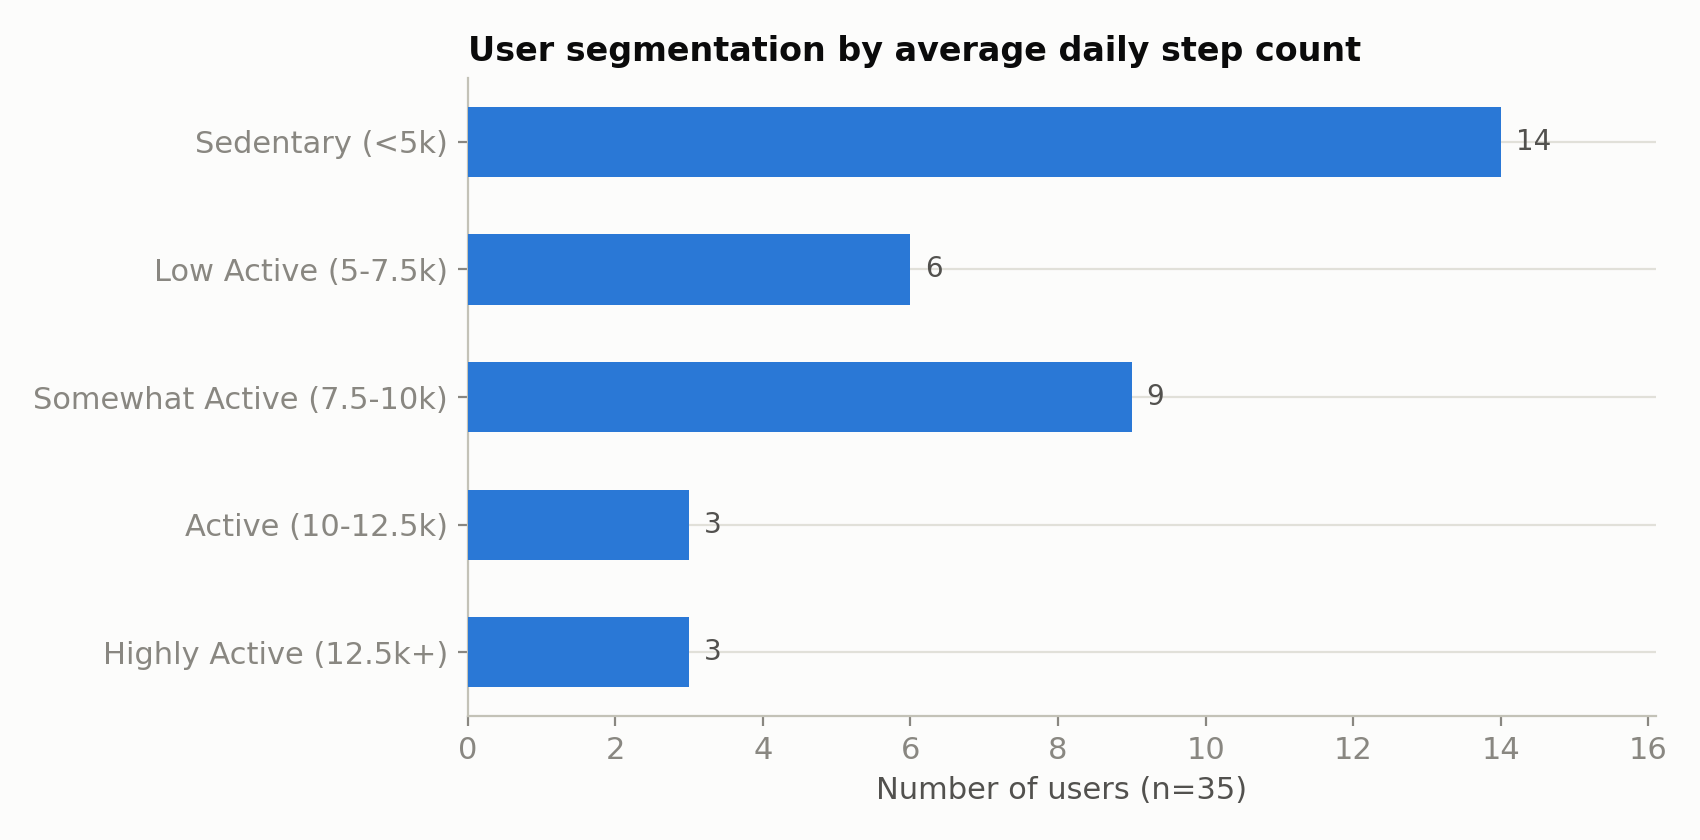 User segmentation by average daily step count
Sedentary (<5k)
14
Low Active (5-7.5k)
6
Somewhat Active (7.5-10k)
9
Active (10-12.5k)
3
Highly Active (12.5k+)
3
0 2 4 6 8 10 12 14 16
Number of users (n=35)